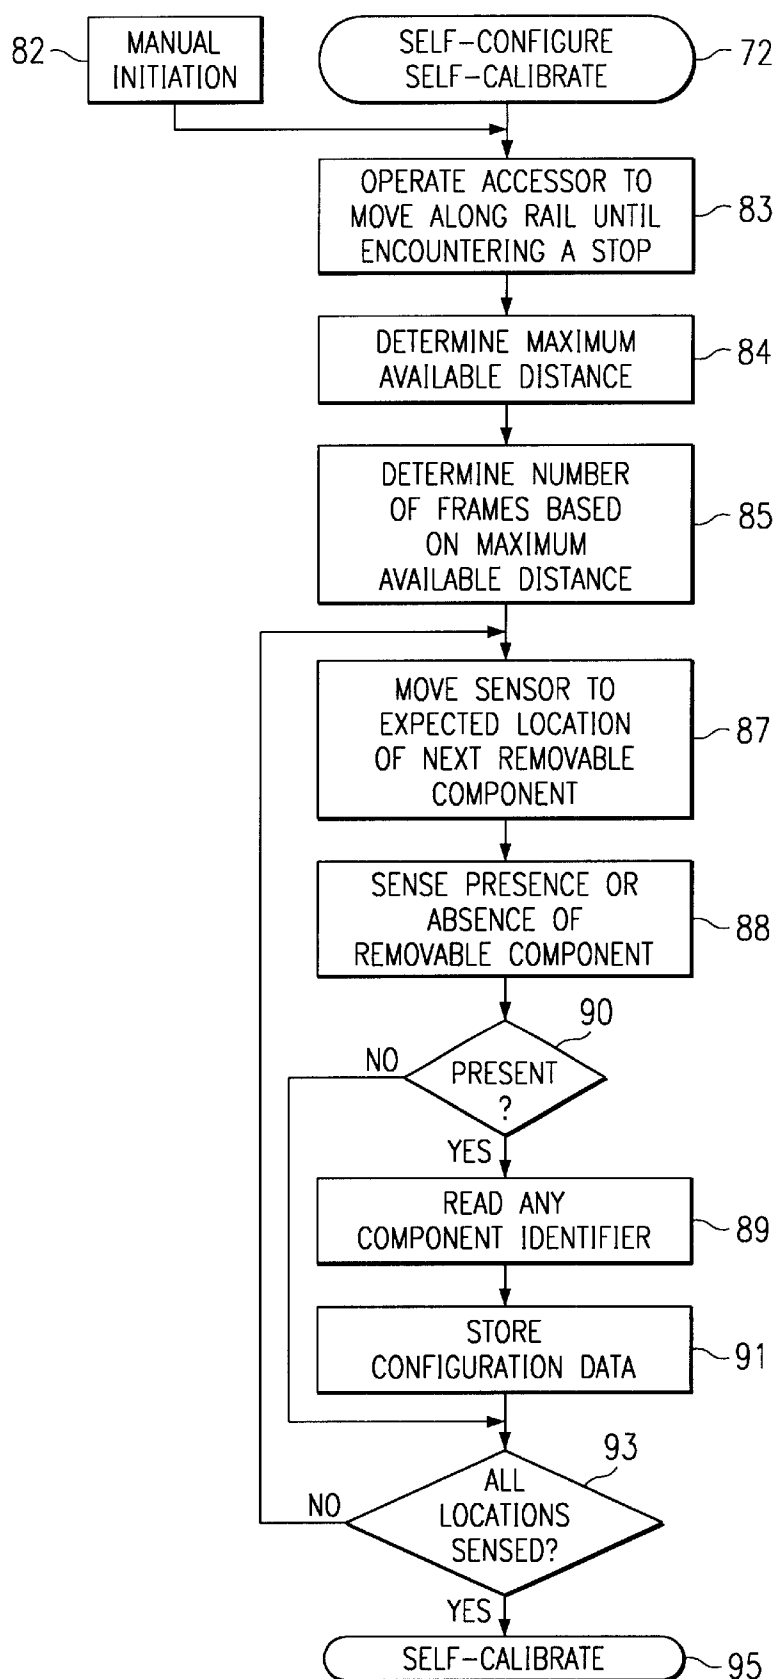 82
MANUAL
INITIATION
SELF-CONFIGURE
SELF-CALIBRATE
72
OPERATE ACCESSOR TO
MOVE ALONG RAIL UNTIL
ENCOUNTERING A STOP
83
DETERMINE MAXIMUM
AVAILABLE DISTANCE
84
DETERMINE NUMBER
OF FRAMES BASED
ON MAXIMUM
AVAILABLE DISTANCE
85
MOVE SENSOR TO
EXPECTED LOCATION
OF NEXT REMOVABLE
COMPONENT
87
SENSE PRESENCE OR
ABSENCE OF
REMOVABLE COMPONENT
88
90
NO
PRESENT
?
YES
READ ANY
COMPONENT IDENTIFIER
89
STORE
CONFIGURATION DATA
91
93
NO
ALL
LOCATIONS
SENSED?
YES
SELF-CALIBRATE
95